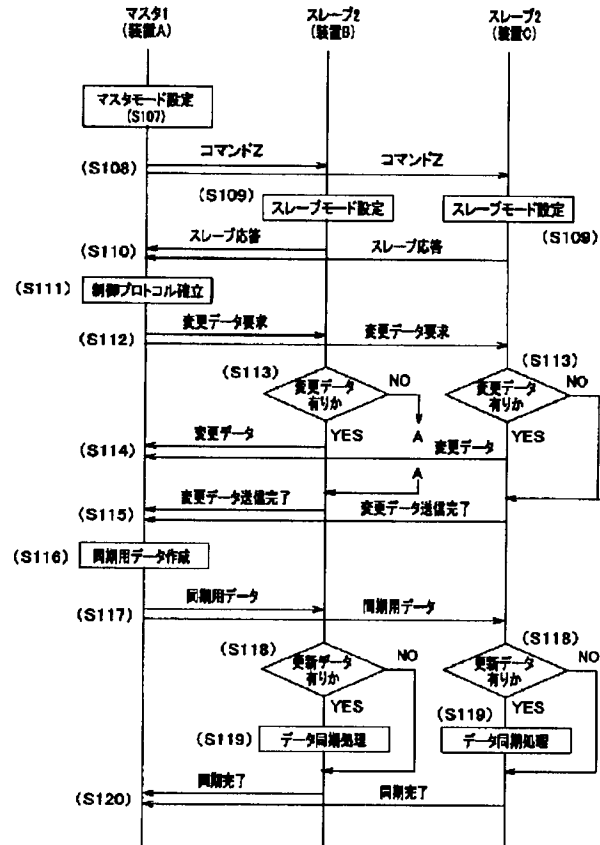 マスタ1
(装置A)
スレーブ2
(装置B)
スレーブ2
(装置C)
マスタモード設定
(S107)
コマンドZ
コマンドZ
(S108)
(S109)
スレーブモード設定
スレーブモード設定
(S109)
スレーブ応答
スレーブ応答
(S110)
(S111)
制御プロトコル確立
変更データ要求
変更データ要求
(S112)
(S113)
変更データ
有りか
NO
(S113)
変更データ
有りか
NO
A
YES
YES
変更データ
変更データ
(S114)
A
変更データ送信完了
変更データ送信完了
(S115)
(S116)
同期用データ作成
同期用データ
同期用データ
(S117)
(S118)
更新データ
有りか
NO
(S118)
更新データ
有りか
NO
YES
YES
(S119)
データ同期処理
(S119)
データ同期処理
同期完了
同期完了
(S120)